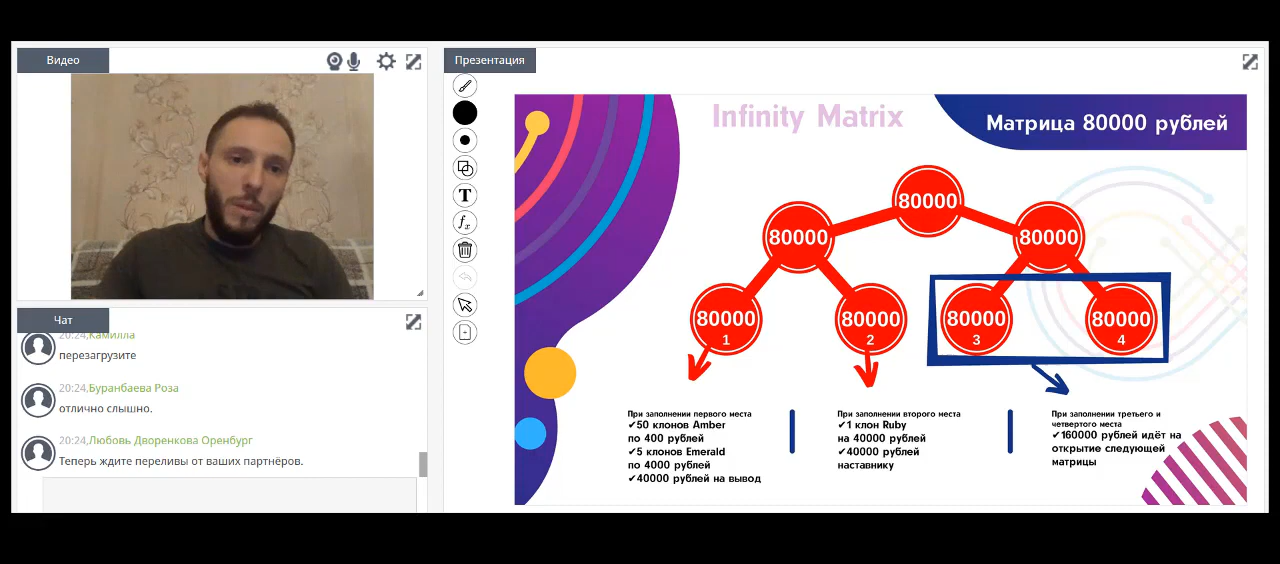 Видео
Чат
20:24,Камилла
перезагрузите
20:24,Буранбаева Роза
отлично слышно.
20:24,Любовь Дворенкова Оренбург
Теперь ждите переливы от ваших партнёров.
Презентация
T
fx
Infinity Matrix
Матрица 80000 рублей
80000
80000
80000
80000
1
80000
2
80000
3
80000
4
При заполнении первого места
✔50 клонов Amber
по 400 рублей
✔5 клонов Emerald
по 4000 рублей
✔40000 рублей на вывод
При заполнении второго места
✔1 клон Ruby
на 40000 рублей
✔40000 рублей
наставнику
При заполнении третьего и
четвертого места
✔160000 рублей идёт на
открытие следующей
матрицы